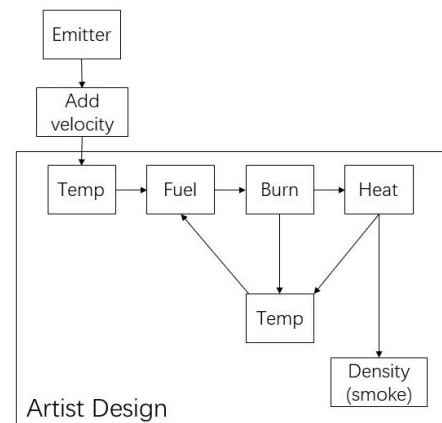 Emitter
Add
velocity
Temp
Fuel
Burn
Heat
Temp
Density
(smoke)
Artist Design